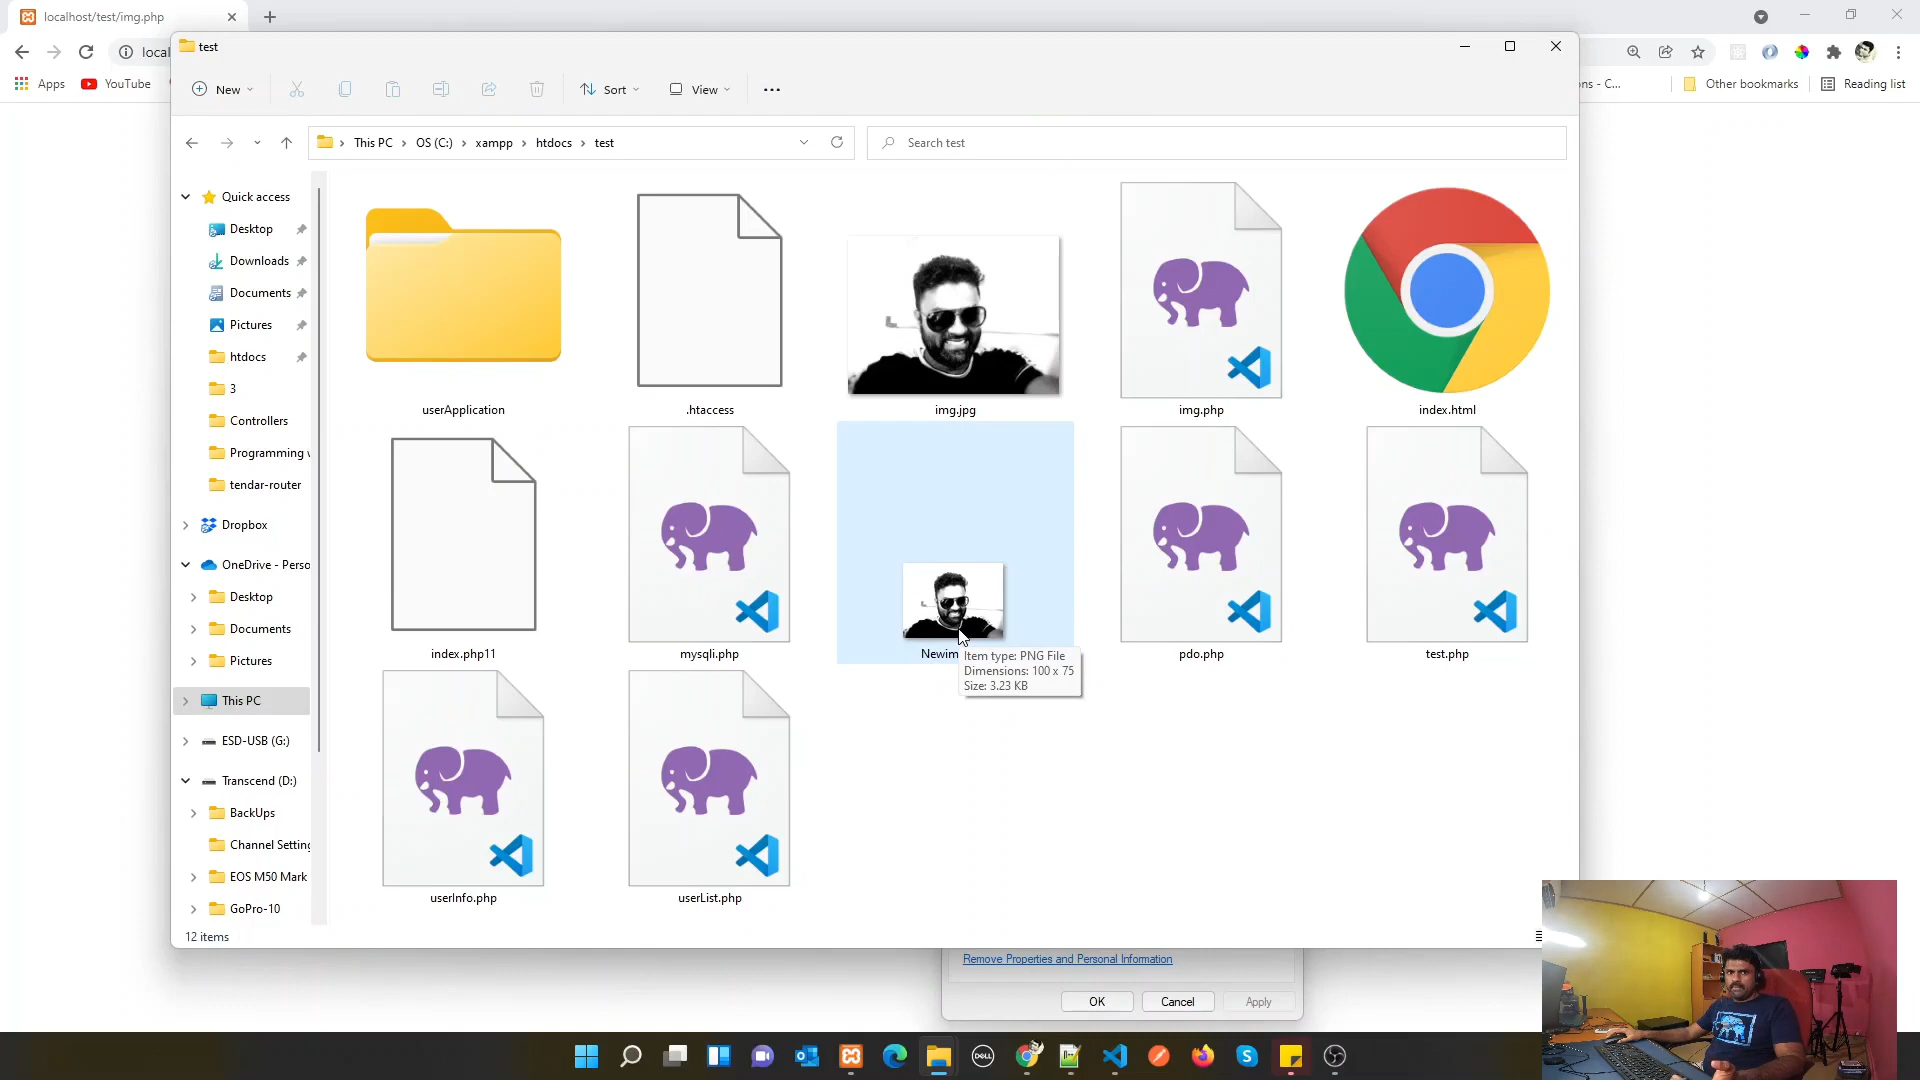 localhost/test/img.php
local
Apps
YouTube
ons - C...
Other bookmarks
Reading list
test
New
Sort
View
This PC
OS (C:)
xampp
htdocs
test
Search test
Quick access
Desktop
Downloads
Documents
Pictures
htdocs
3
Controllers
Programming
tendar-router
Dropbox
OneDrive - Perso
Desktop
Documents
Pictures
This PC
ESD-USB (G:)
Transcend (D:)
BackUps
Channel Setting
EOS M50 Mark
GoPro-10
userApplication
.htaccess
img.jpg
img.php
index.html
index.php11
mysqli.php
Newim
pdo.php
test.php
Item type: PNG File
Dimensions: 100 x 75
Size: 3.23 KB
userInfo.php
userList.php
12 items
Remove Properties and Personal Information
OK
Cancel
Apply
DELL